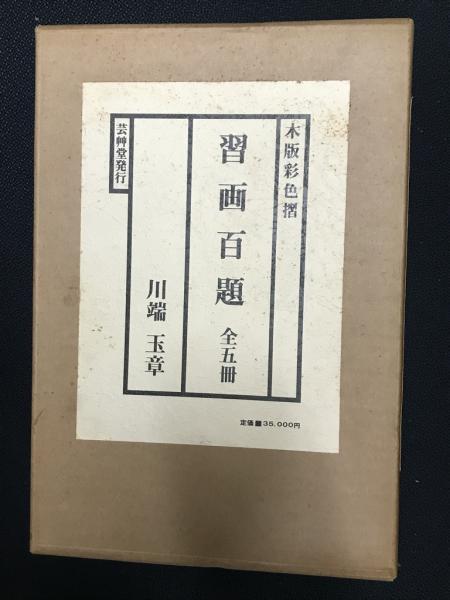 木版彩色摺
習画百題 全五冊
川端 玉章
芸艸堂発行
定価■35,000円